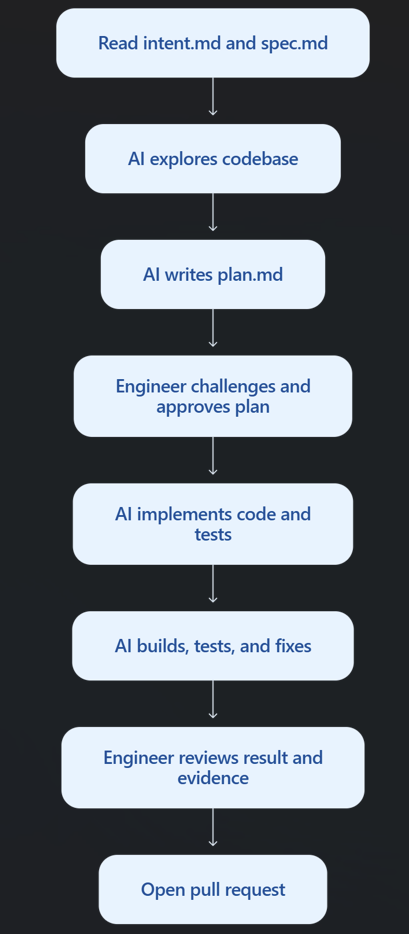 Read intent.md and spec.md
AI explores codebase
AI writes plan.md
Engineer challenges and
approves plan
AI implements code and
tests
AI builds, tests, and fixes
Engineer reviews result and
evidence
Open pull request